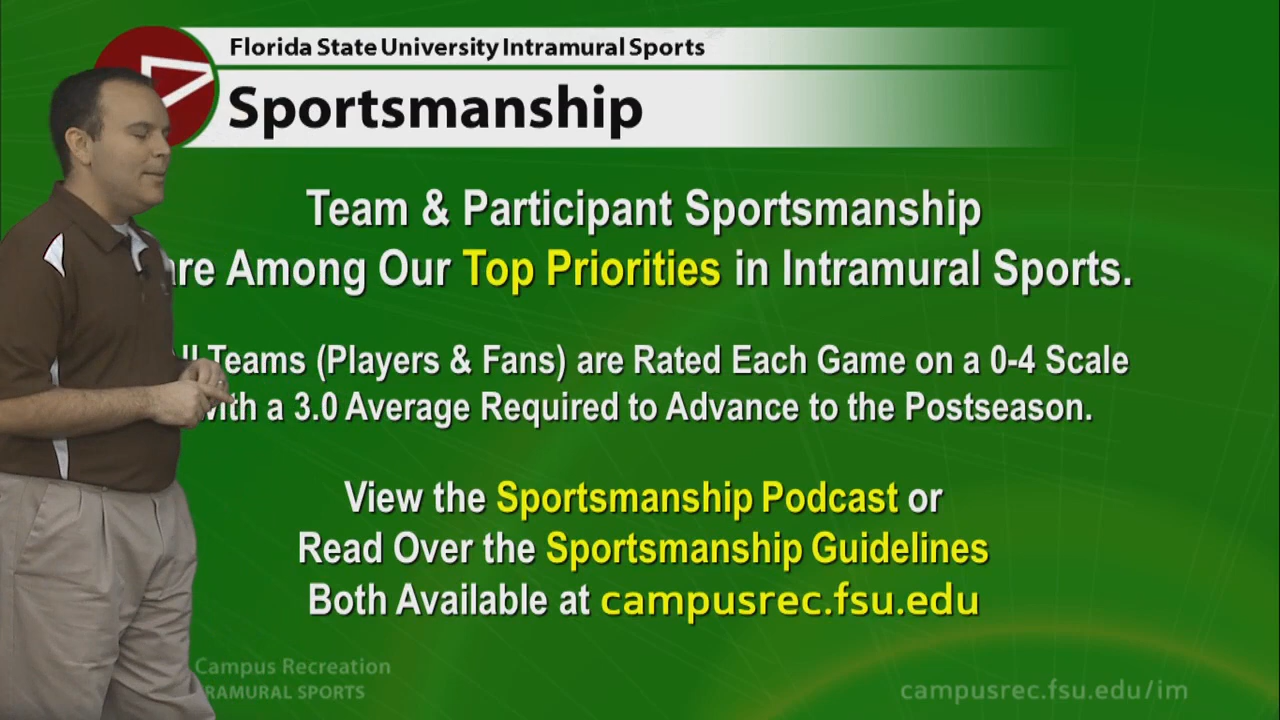 Florida State University Intramural Sports
Sportsmanship
Team & Participant Sportsmanship
are Among Our Top Priorities in Intramural Sports.
Teams (Players & Fans) are Rated Each Game on a 0-4 Scale
with a 3.0 Average Required to Advance to the Postseason.
View the Sportsmanship Podcast or
Read Over the Sportsmanship Guidelines
Both Available at campusrec.fsu.edu
Campus Recreation
RAMURAL SPORTS
campusrec.fsu.edu/im